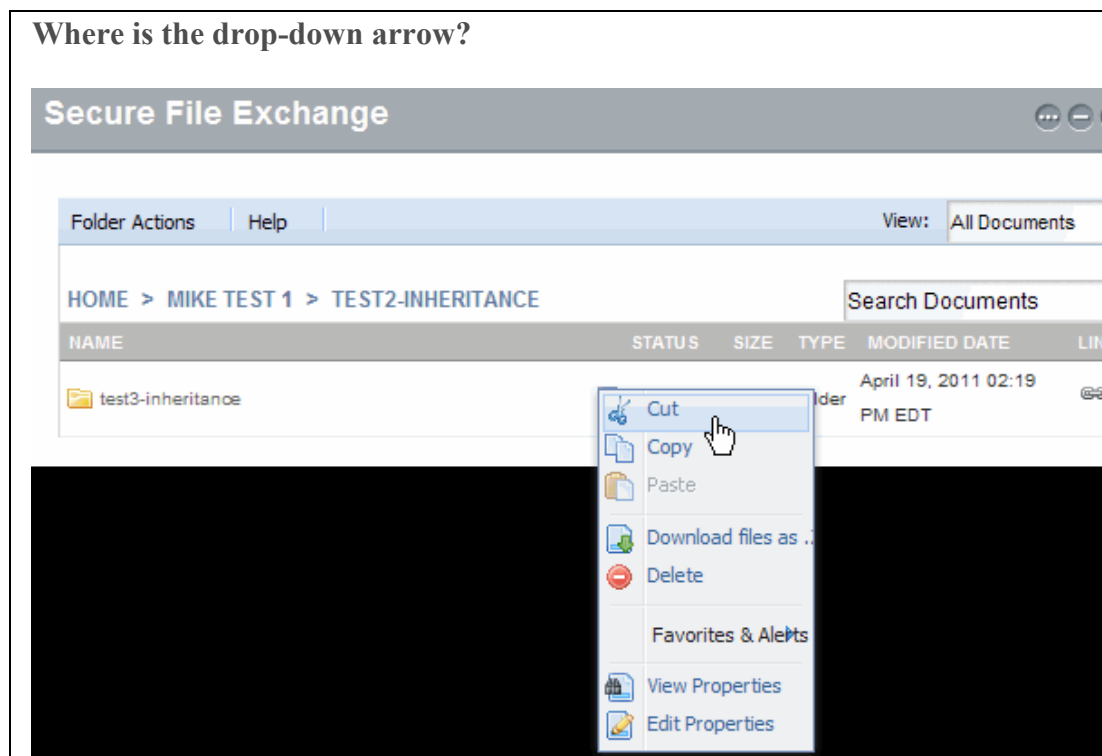 Where is the drop-down arrow?
Secure File Exchange
Folder Actions Help View: All Documents
HOME > MIKE TEST 1 > TEST2-INHERITANCE Search Documents
NAME STATUS SIZE TYPE MODIFIED DATE LIN
test3-inheritance lder April 19, 2011 02:19
PM EDT
Cut
Copy
Paste
Download files as ..
Delete
Favorites & Alerts
View Properties
Edit Properties